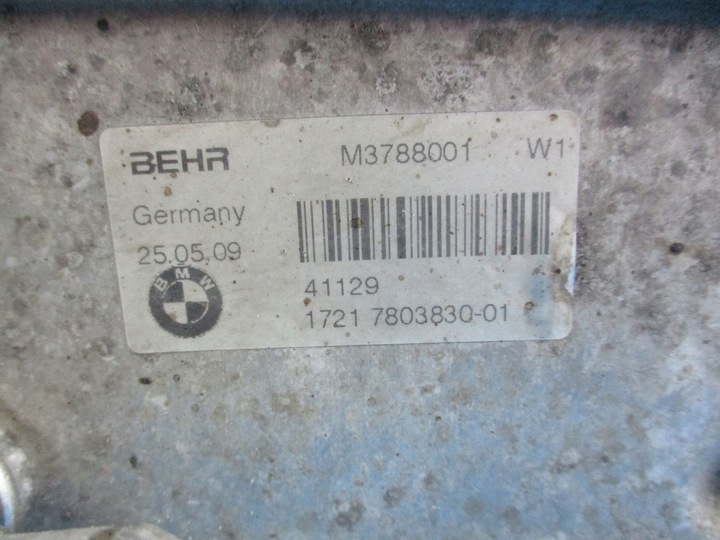 BEHR M3788001 W1
Germany
25.05.09
BMW
41129
1721 7803830-01